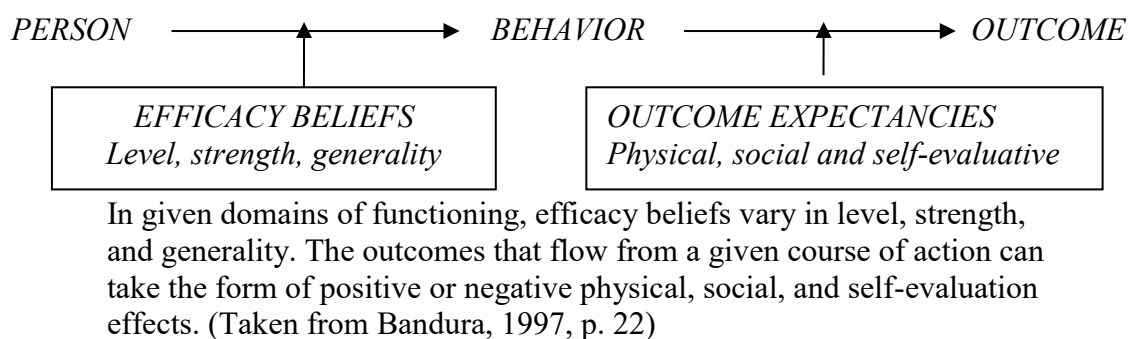 PERSON BEHAVIOR OUTCOME
EFFICACY BELIEFS
Level, strength, generality
OUTCOME EXPECTANCIES
Physical, social and self-evaluative
In given domains of functioning, efficacy beliefs vary in level, strength,
and generality. The outcomes that flow from a given course of action can
take the form of positive or negative physical, social, and self-evaluation
effects. (Taken from Bandura, 1997, p. 22)